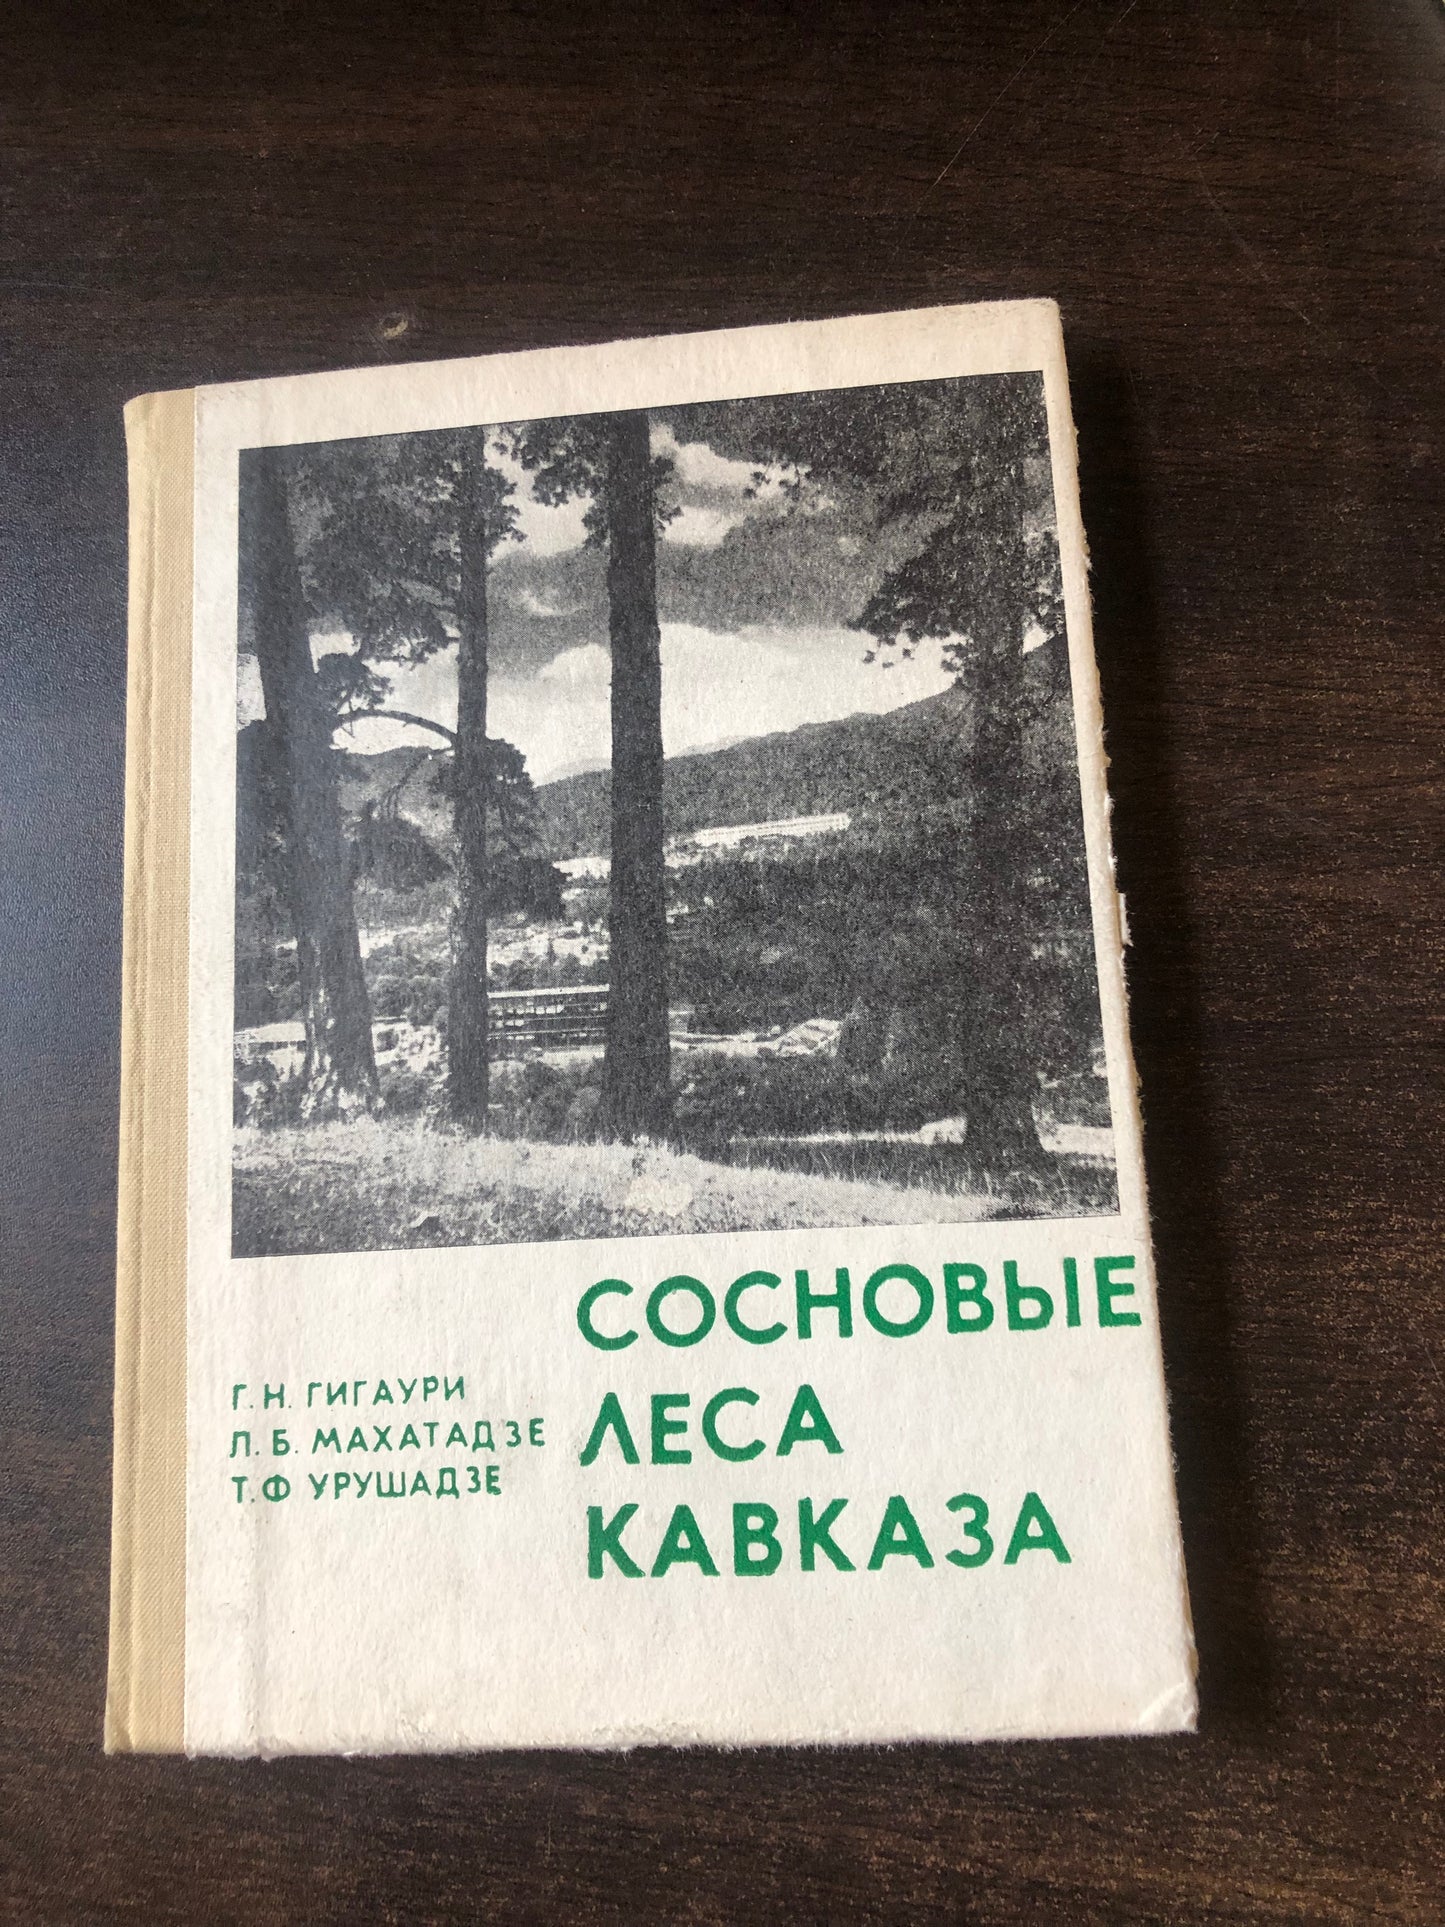 СОСНОВЫЕ
ЛЕСА
КАВКАЗА
Г. Н. ГИГАУРИ
Л. Б. МАХАТАДЗЕ
Т. Ф УРУШАДЗЕ